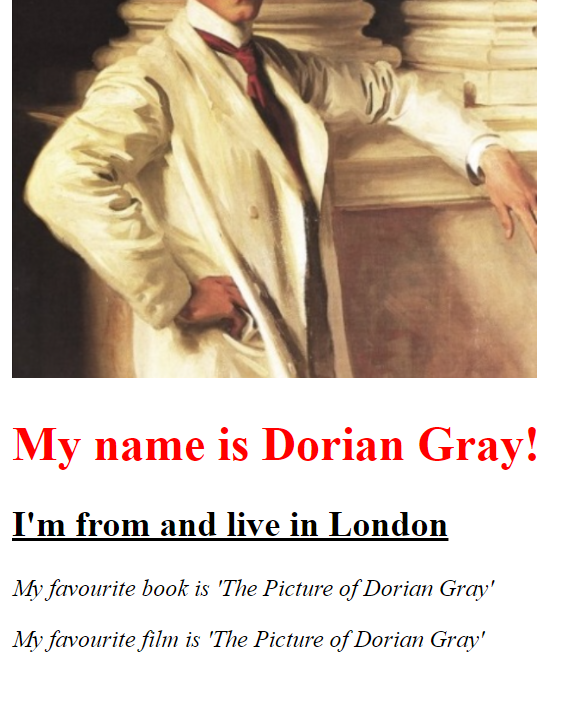 My name is Dorian Gray!
I'm from and live in London
My favourite book is 'The Picture of Dorian Gray'
My favourite film is 'The Picture of Dorian Gray'